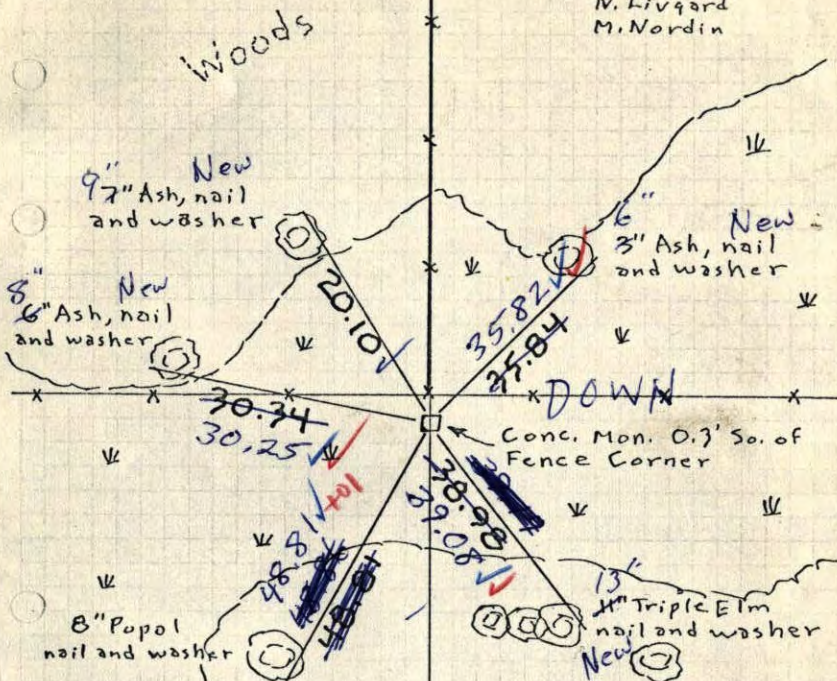 N. Livgard
M. Nordin
Woods
New
9" 7" Ash, nail
and washer
6"
New
3" Ash, nail
and washer
8"
New
6" Ash, nail
and washer
20.10
35.82
35.84
DOWN
30.34
30.25
Conc. Mon. 0.3' So. of
Fence Corner
+01
48.81
48.81
38.98
39.08
8" Popol
nail and washer
13"
11" Triple Elm
nail and washer
New